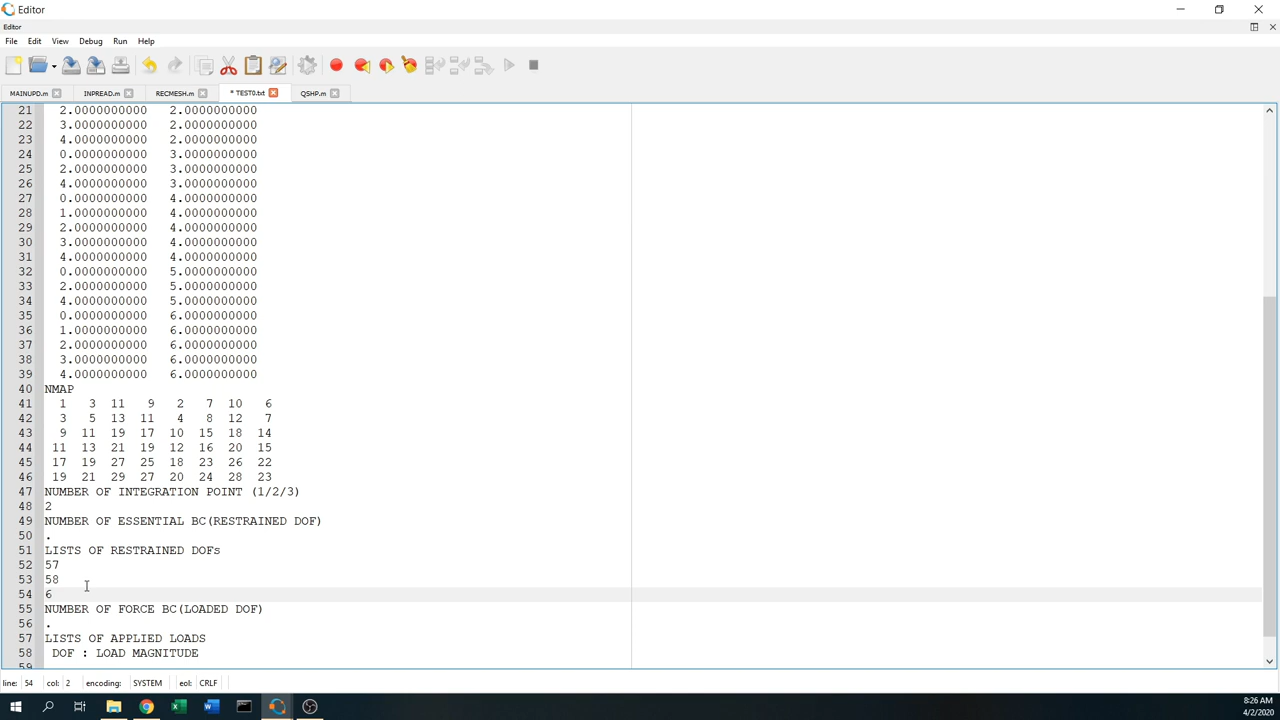 Editor
Editor
File Edit View Debug Run Help
MAINUPD.m INPREAD.m RECMESH.m * TEST0.txt QSHP.m
21 2.0000000000 2.0000000000
22 3.0000000000 2.0000000000
23 4.0000000000 2.0000000000
24 0.0000000000 3.0000000000
25 2.0000000000 3.0000000000
26 4.0000000000 3.0000000000
27 0.0000000000 4.0000000000
28 1.0000000000 4.0000000000
29 2.0000000000 4.0000000000
30 3.0000000000 4.0000000000
31 4.0000000000 4.0000000000
32 0.0000000000 5.0000000000
33 2.0000000000 5.0000000000
34 4.0000000000 5.0000000000
35 0.0000000000 6.0000000000
36 1.0000000000 6.0000000000
37 2.0000000000 6.0000000000
38 3.0000000000 6.0000000000
39 4.0000000000 6.0000000000
40 NMAP
41 1 3 11 9 2 7 10 6
42 3 5 13 11 4 8 12 7
43 9 11 19 17 10 15 18 14
44 11 13 21 19 12 16 20 15
45 17 19 27 25 18 23 26 22
46 19 21 29 27 20 24 28 23
47 NUMBER OF INTEGRATION POINT (1/2/3)
48 2
49 NUMBER OF ESSENTIAL BC(RESTRAINED DOF)
50 .
51 LISTS OF RESTRAINED DOFs
52 57
53 58
54 6
55 NUMBER OF FORCE BC(LOADED DOF)
56 .
57 LISTS OF APPLIED LOADS
58 DOF : LOAD MAGNITUDE
59
line: 54 col: 2 encoding: SYSTEM eol: CRLF
8:26 AM
4/2/2020